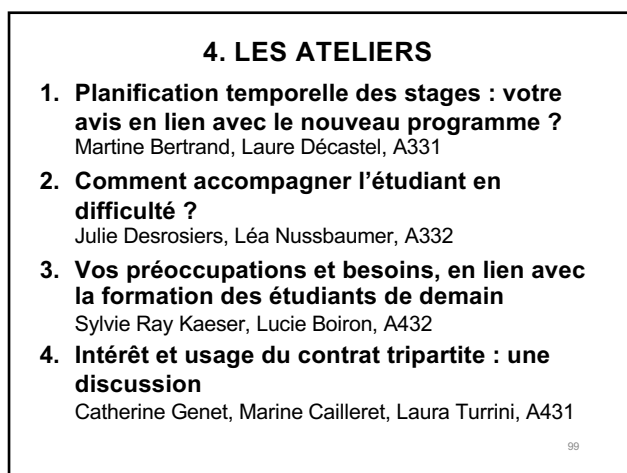 4. LES ATELIERS
1. Planification temporelle des stages : votre
avis en lien avec le nouveau programme ?
Martine Bertrand, Laure Décastel, A331
2. Comment accompagner l'étudiant en
difficulté ?
Julie Desrosiers, Léa Nussbaumer, A332
3. Vos préoccupations et besoins, en lien avec
la formation des étudiants de demain
Sylvie Ray Kaeser, Lucie Boiron, A432
4. Intérêt et usage du contrat tripartite : une
discussion
Catherine Genet, Marine Cailleret, Laura Turrini, A431
99